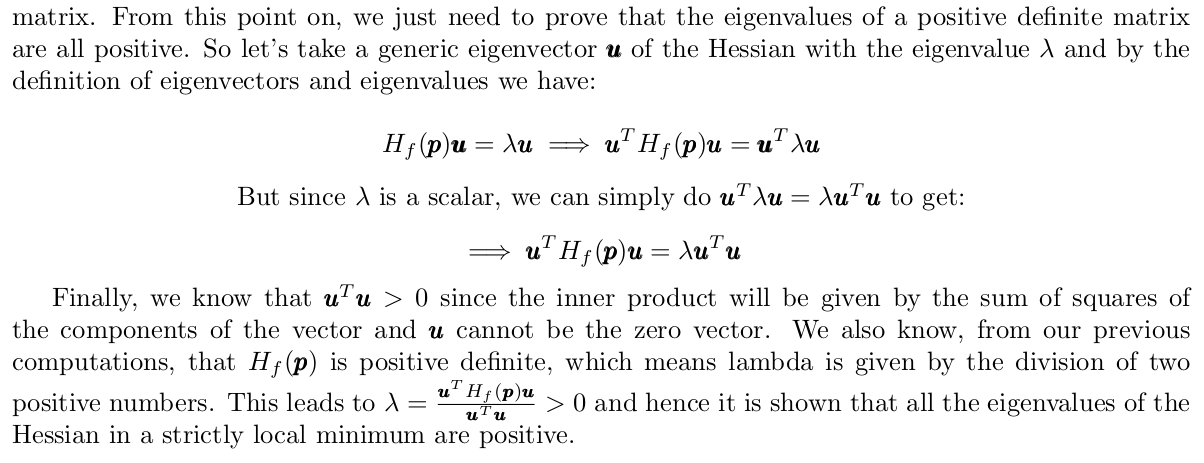 matrix. From this point on, we just need to prove that the eigenvalues of a positive definite matrix
are all positive. So let's take a generic eigenvector 𝒖 of the Hessian with the eigenvalue λ and by the
definition of eigenvectors and eigenvalues we have:
H_f(𝒑)𝒖 = λ𝒖 ⟹ 𝒖^T H_f(𝒑)𝒖 = 𝒖^T λ𝒖
But since λ is a scalar, we can simply do 𝒖^T λ𝒖 = λ𝒖^T 𝒖 to get:
⟹ 𝒖^T H_f(𝒑)𝒖 = λ𝒖^T 𝒖
Finally, we know that 𝒖^T 𝒖 > 0 since the inner product will be given by the sum of squares of
the components of the vector and 𝒖 cannot be the zero vector. We also know, from our previous
computations, that H_f(𝒑) is positive definite, which means lambda is given by the division of two
positive numbers. This leads to λ = \frac{𝒖^T H_f(𝒑)𝒖}{𝒖^T 𝒖} > 0 and hence it is shown that all the eigenvalues of the
Hessian in a strictly local minimum are positive.